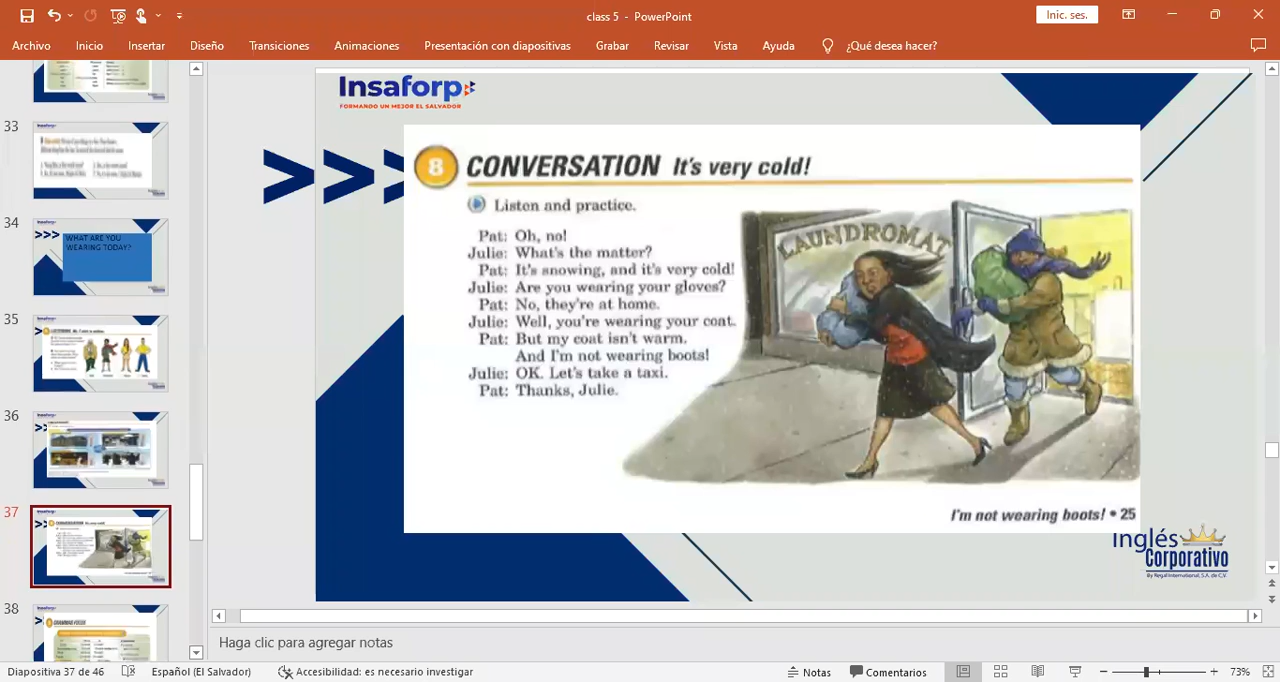 class 5 - PowerPoint
Inic. ses.
Archivo Inicio Insertar Diseño Transiciones Animaciones Presentación con diapositivas Grabar Revisar Vista Ayuda ¿Qué desea hacer?
33
34
WHAT ARE YOU
WEARING TODAY?
35
36
37
38
Insaforp
FORMANDO UN MEJOR EL SALVADOR
8 CONVERSATION It's very cold!
Listen and practice.
Pat: Oh, no!
Julie: What's the matter?
Pat: It's snowing, and it's very cold!
Julie: Are you wearing your gloves?
Pat: No, they're at home.
Julie: Well, you're wearing your coat.
Pat: But my coat isn't warm.
And I'm not wearing boots!
Julie: OK. Let's take a taxi.
Pat: Thanks, Julie.
LAUNDROMAT
I'm not wearing boots! • 25
Inglés
Corporativo
By Regal International, S.A. de C.V.
Haga clic para agregar notas
Diapositiva 37 de 46 Español (El Salvador) Accesibilidad: es necesario investigar Notas Comentarios 73%